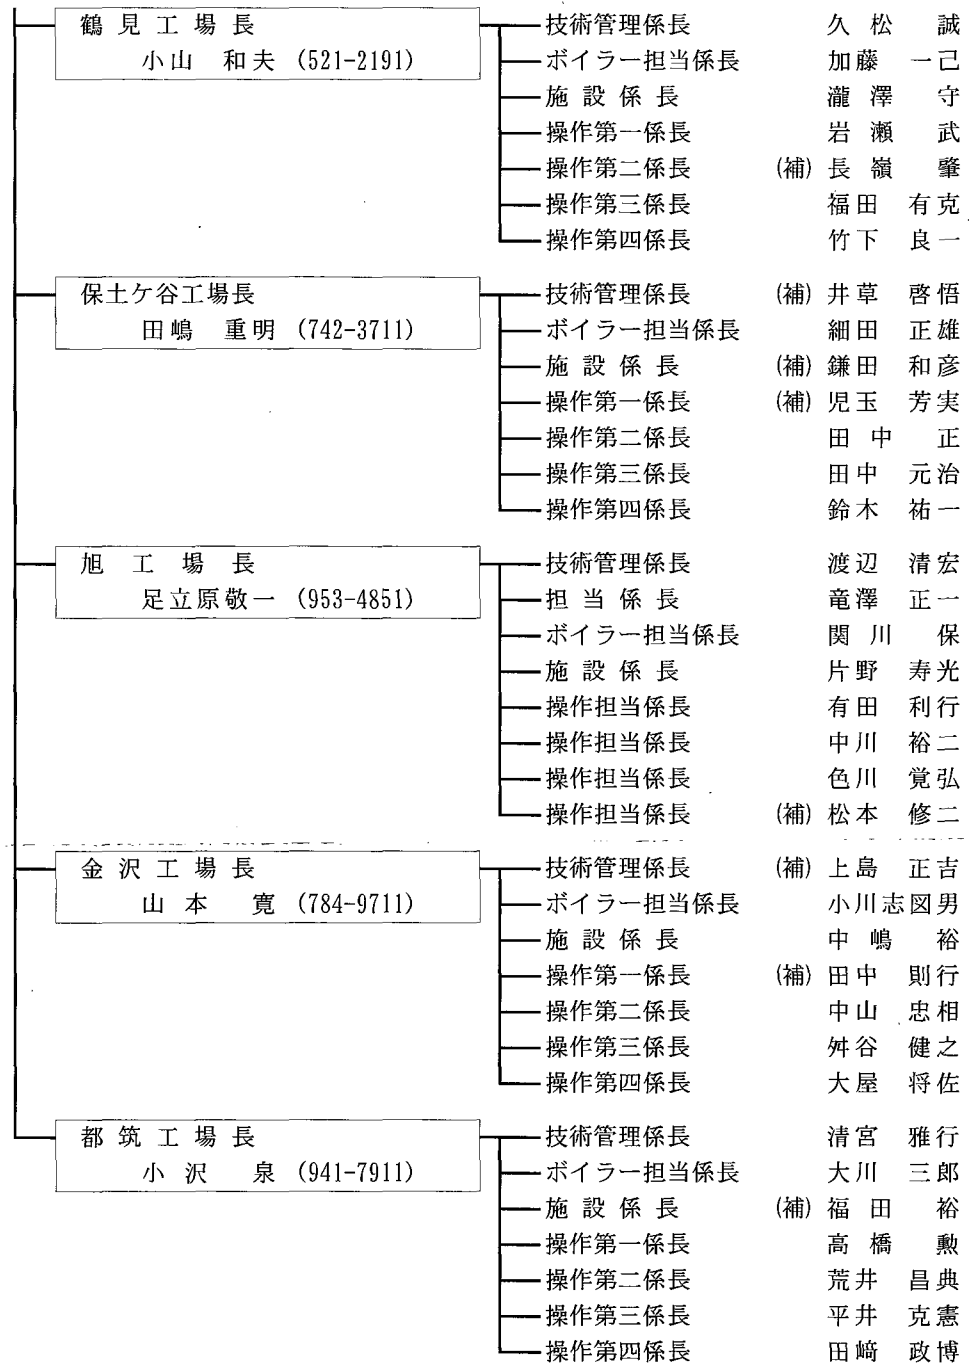 鶴見工場長
小山 和夫 (521-2191)
技術管理係長 久松 誠
ボイラー担当係長 加藤 一己
施設係長 瀧澤 守
操作第一係長 岩瀬 武
操作第二係長 (補) 長嶺 肇
操作第三係長 福田 有克
操作第四係長 竹下 良一
保土ケ谷工場長
田嶋 重明 (742-3711)
技術管理係長 (補) 井草 啓悟
ボイラー担当係長 細田 正雄
施設係長 (補) 鎌田 和彦
操作第一係長 (補) 児玉 芳実
操作第二係長 田中 正
操作第三係長 田中 元治
操作第四係長 鈴木 祐一
旭工場長
足立原敬一 (953-4851)
技術管理係長 渡辺 清宏
担当係長 竜澤 正一
ボイラー担当係長 関川 保
施設係長 片野 寿光
操作担当係長 有田 利行
操作担当係長 中川 裕二
操作担当係長 色川 覚弘
操作担当係長 (補) 松本 修二
金沢工場長
山本 寛 (784-9711)
技術管理係長 (補) 上島 正吉
ボイラー担当係長 小川志図男
施設係長 中嶋 裕
操作第一係長 (補) 田中 則行
操作第二係長 中山 忠相
操作第三係長 舛谷 健之
操作第四係長 大屋 将佐
都筑工場長
小沢 泉 (941-7911)
技術管理係長 清宮 雅行
ボイラー担当係長 大川 三郎
施設係長 (補) 福田 裕
操作第一係長 高橋 勲
操作第二係長 荒井 昌典
操作第三係長 平井 克憲
操作第四係長 田﨑 政博